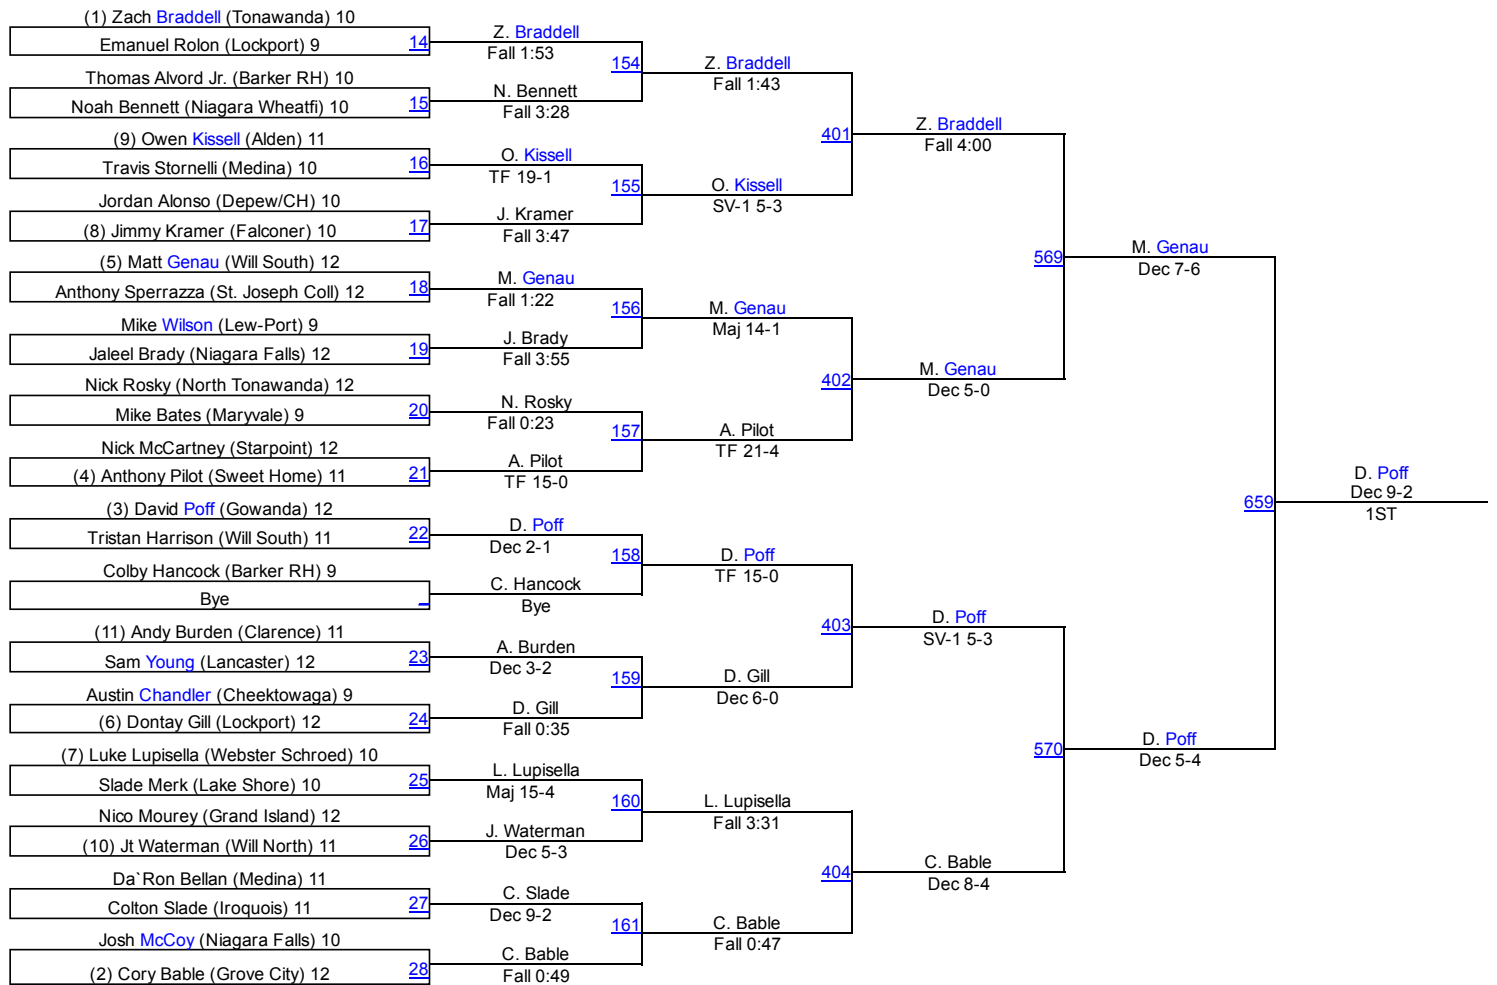 (1) Zach Braddell (Tonawanda) 10
Emanuel Rolon (Lockport) 9
14
Thomas Alvord Jr. (Barker RH) 10
Noah Bennett (Niagara Wheatfi) 10
15
(9) Owen Kissell (Alden) 11
Travis Stornelli (Medina) 10
16
Jordan Alonso (Depew/CH) 10
(8) Jimmy Kramer (Falconer) 10
17
(5) Matt Genau (Will South) 12
Anthony Sperrazza (St. Joseph Coll) 12
18
Mike Wilson (Lew-Port) 9
Jaleel Brady (Niagara Falls) 12
19
Nick Rosky (North Tonawanda) 12
Mike Bates (Maryvale) 9
20
Nick McCartney (Starpoint) 12
(4) Anthony Pilot (Sweet Home) 11
21
(3) David Poff (Gowanda) 12
Tristan Harrison (Will South) 11
22
Colby Hancock (Barker RH) 9
Bye
(11) Andy Burden (Clarence) 11
Sam Young (Lancaster) 12
23
Austin Chandler (Cheektowaga) 9
(6) Dontay Gill (Lockport) 12
24
(7) Luke Lupisella (Webster Schroed) 10
Slade Merk (Lake Shore) 10
25
Nico Mourey (Grand Island) 12
(10) Jt Waterman (Will North) 11
26
Da`Ron Bellan (Medina) 11
Colton Slade (Iroquois) 11
27
Josh McCoy (Niagara Falls) 10
(2) Cory Bable (Grove City) 12
28
Z. Braddell
Fall 1:53
154
N. Bennett
Fall 3:28
O. Kissell
TF 19-1
155
J. Kramer
Fall 3:47
M. Genau
Fall 1:22
156
J. Brady
Fall 3:55
N. Rosky
Fall 0:23
157
A. Pilot
TF 15-0
D. Poff
Dec 2-1
158
C. Hancock
Bye
A. Burden
Dec 3-2
159
D. Gill
Fall 0:35
L. Lupisella
Maj 15-4
160
J. Waterman
Dec 5-3
C. Slade
Dec 9-2
161
C. Bable
Fall 0:49
Z. Braddell
Fall 1:43
401
O. Kissell
SV-1 5-3
M. Genau
Maj 14-1
402
A. Pilot
TF 21-4
D. Poff
TF 15-0
403
D. Gill
Dec 6-0
L. Lupisella
Fall 3:31
404
C. Bable
Fall 0:47
Z. Braddell
Fall 4:00
569
M. Genau
Dec 5-0
D. Poff
SV-1 5-3
570
C. Bable
Dec 8-4
M. Genau
Dec 7-6
659
D. Poff
Dec 5-4
D. Poff
Dec 9-2
1ST